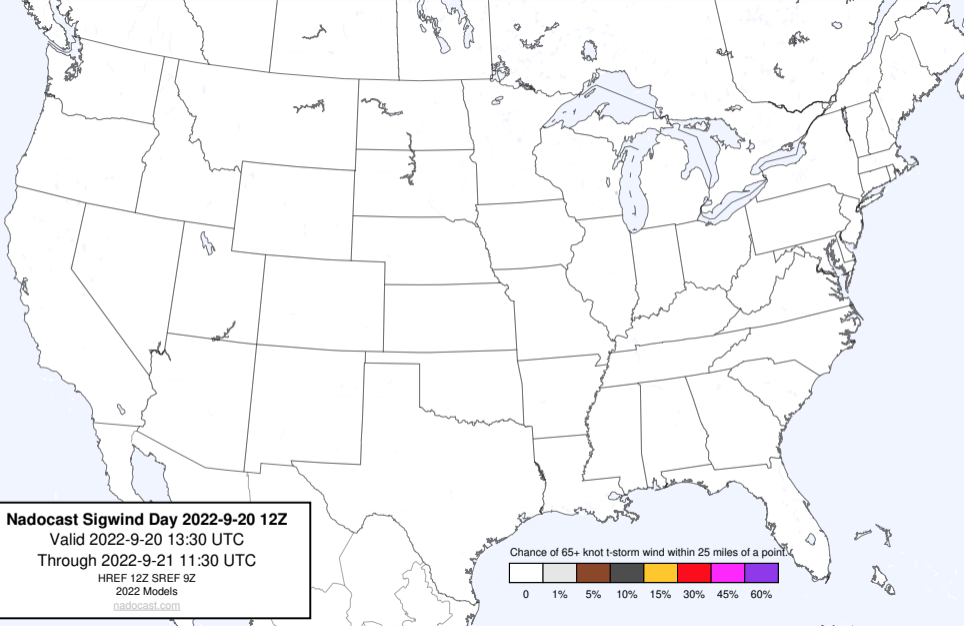 Nadocast Sigwind Day 2022-9-20 12Z
Valid 2022-9-20 13:30 UTC
Through 2022-9-21 11:30 UTC
HREF 12Z SREF 9Z
2022 Models
nadocast.com
Chance of 65+ knot t-storm wind within 25 miles of a point.
0 1% 5% 10% 15% 30% 45% 60%